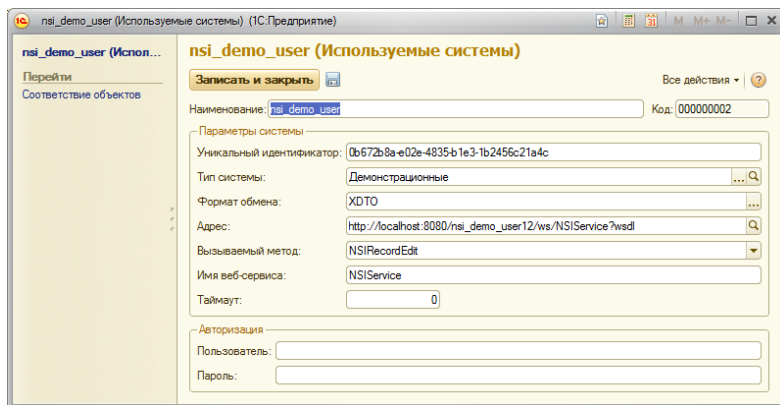 nsi_demo_user (Используемые системы) (1С:Предприятие)
M M+ M-
nsi_demo_user (Испол...
Перейти
Соответствие объектов
nsi_demo_user (Используемые системы)
Записать и закрыть
Все действия
Наименование: nsi_demo_user Код: 000000002
Параметры системы
Уникальный идентификатор: 0b672b8a-e02e-4835-b1e3-1b2456c21a4c
Тип системы: Демонстрационные ...
Формат обмена: XDTO ...
Адрес: http://localhost:8080/nsi_demo_user12/ws/NSIService?wsdl
Вызываемый метод: NSIRecordEdit
Имя веб-сервиса: NSIService
Таймаут: 0
Авторизация
Пользователь:
Пароль: